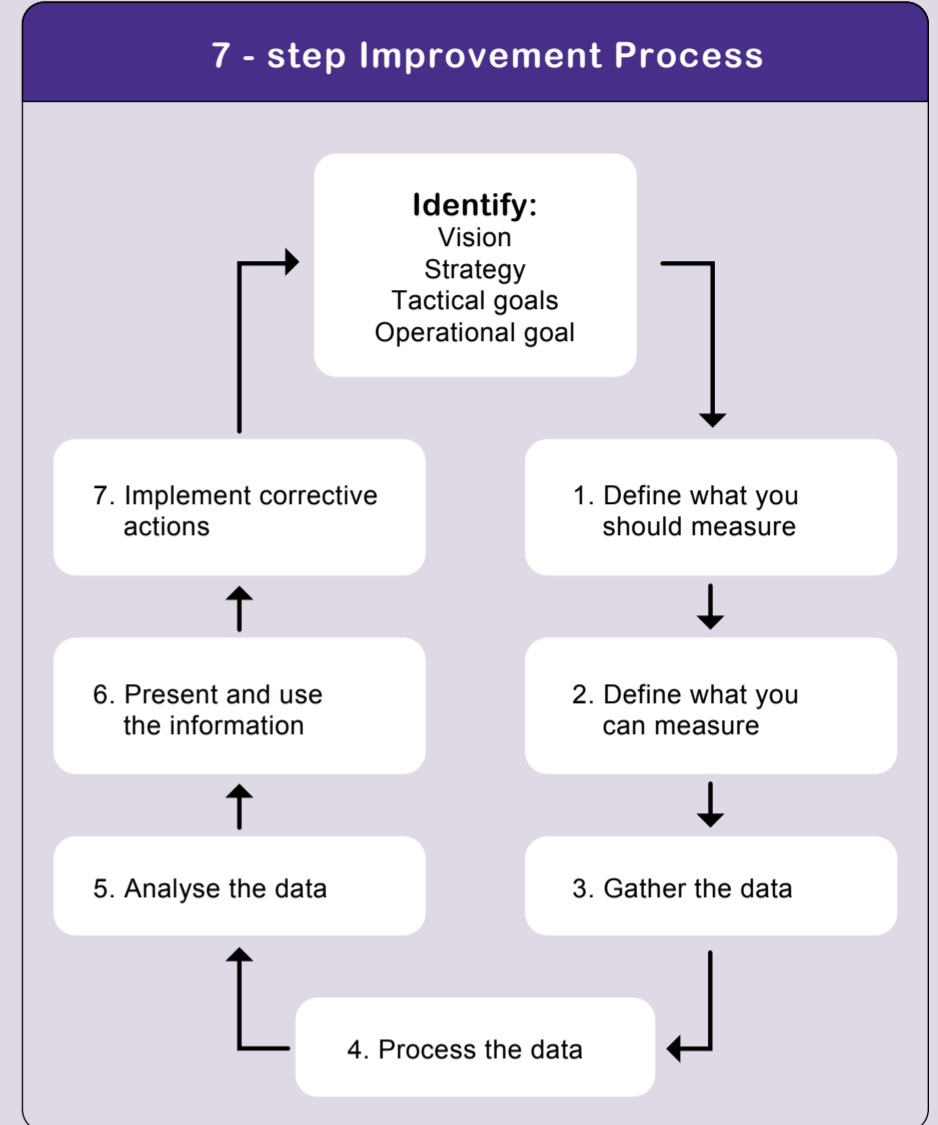 7 - step Improvement Process
Identify:
Vision
Strategy
Tactical goals
Operational goal
1. Define what you
should measure
2. Define what you
can measure
3. Gather the data
4. Process the data
5. Analyse the data
6. Present and use
the information
7. Implement corrective
actions